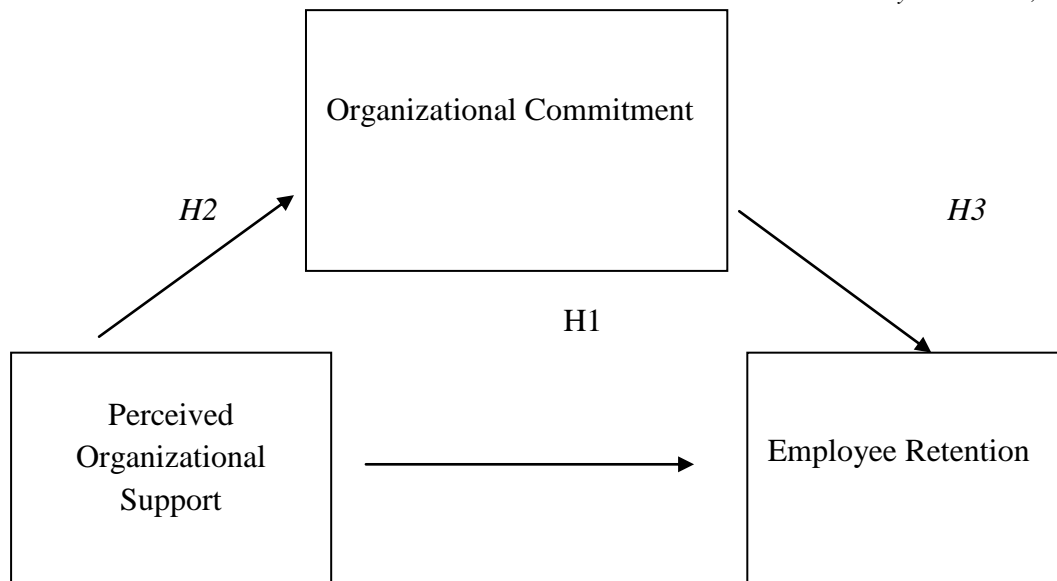 Organizational Commitment
H2
H3
H1
Perceived
Organizational
Support
Employee Retention